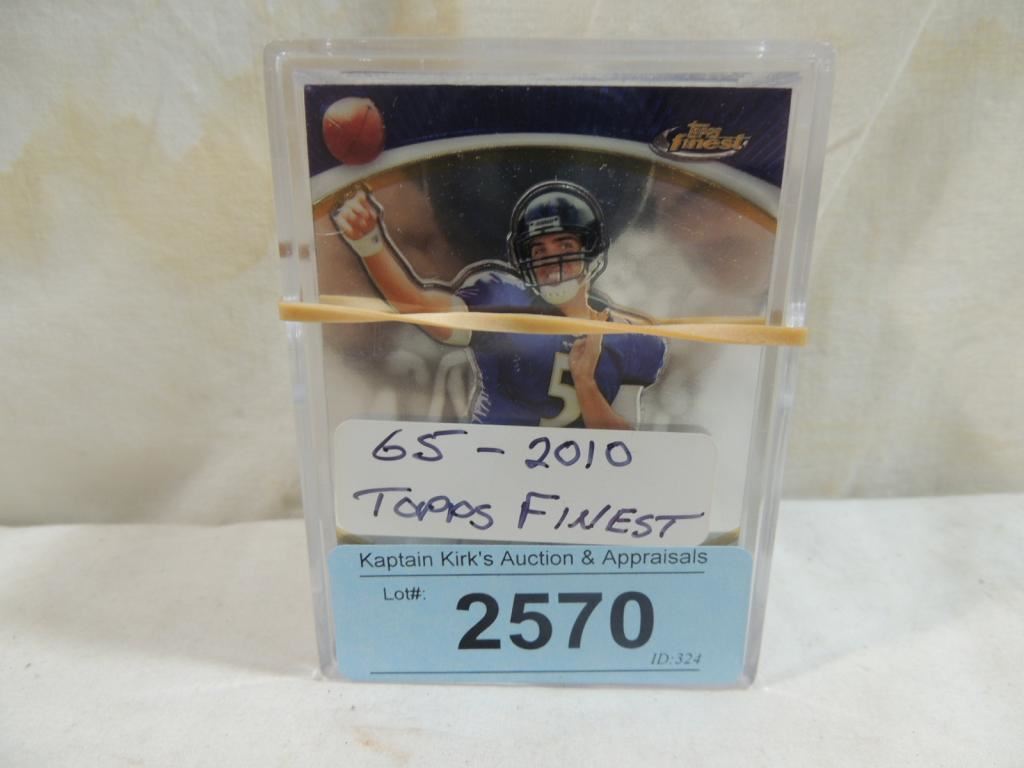 Topps
finest
5
65 - 2010
TOPPS FINEST
Kaptain Kirk's Auction & Appraisals
Lot#:
2570
ID:324